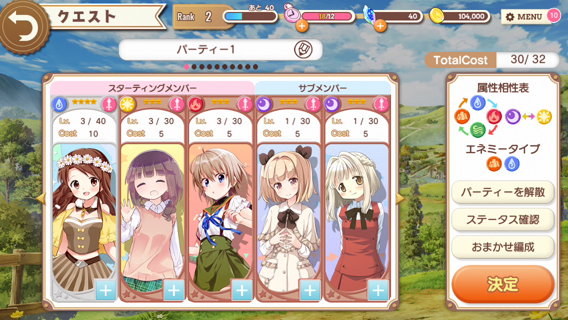 クエスト
Rank 2
あと 40
18/12
40
104,000
MENU
10
パーティー1
TotalCost 30/ 32
スターティングメンバー
サブメンバー
Lv. 3 / 40
Cost 10
Lv. 3 / 30
Cost 5
Lv. 3 / 30
Cost 5
Lv. 1 / 30
Cost 5
Lv. 1 / 30
Cost 5
属性相性表
エネミータイプ
パーティーを解散
ステータス確認
おまかせ編成
決定